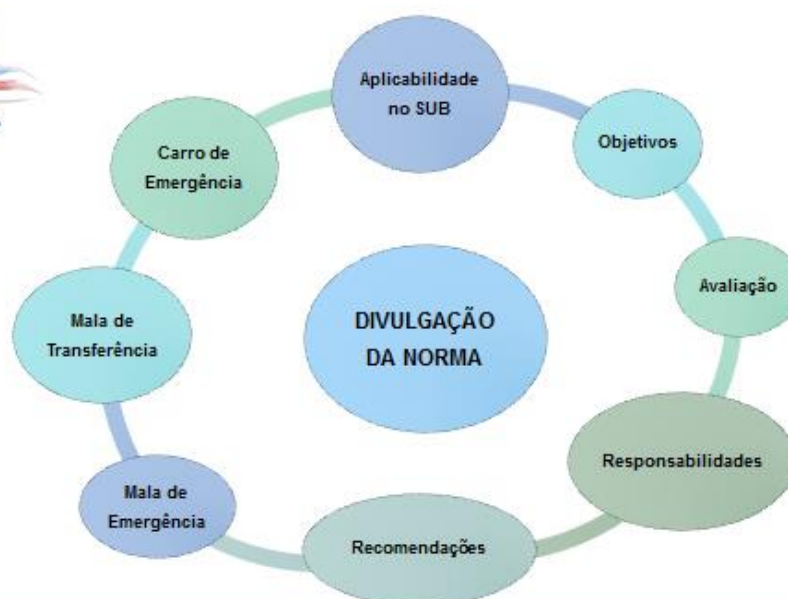 Aplicabilidade
no SUB
Objetivos
Avaliação
Responsabilidades
Recomendações
Mala de
Emergência
Mala de
Transferência
Carro de
Emergência
DIVULGAÇÃO
DA NORMA